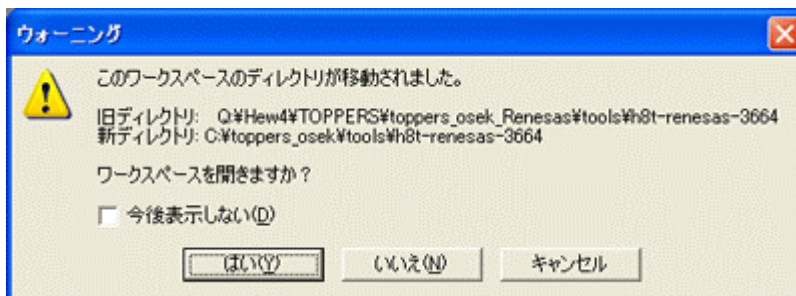 ウォーニング
このワークスペースのディレクトリが移動されました。
旧ディレクトリ: Q:¥Hew4¥TOPPERS¥toppers_osek_Renesas¥tools¥h8t-renesas-3664
新ディレクトリ: C:¥toppers_osek¥tools¥h8t-renesas-3664
ワークスペースを開きますか？
今後表示しない(D)
はい(Y) いいえ(N) キャンセル